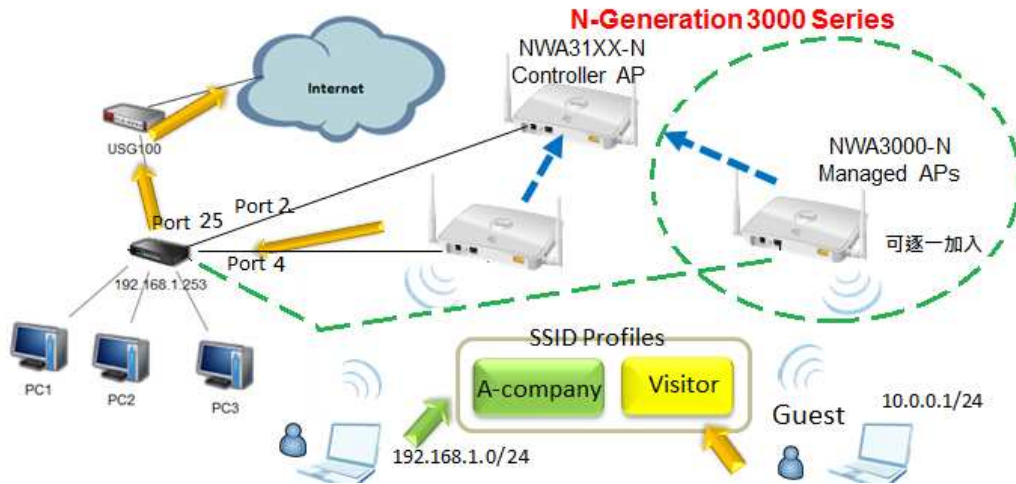 N-Generation 3000 Series
NWA31XX-N
Controller AP
Internet
USG100
NWA3000-N
Managed APs
Port 2
Port 25
可逐一加入
Port 4
192.168.1.253
SSID Profiles
PC1
PC2
PC3
A-company
Visitor
Guest
10.0.0.1/24
192.168.1.0/24